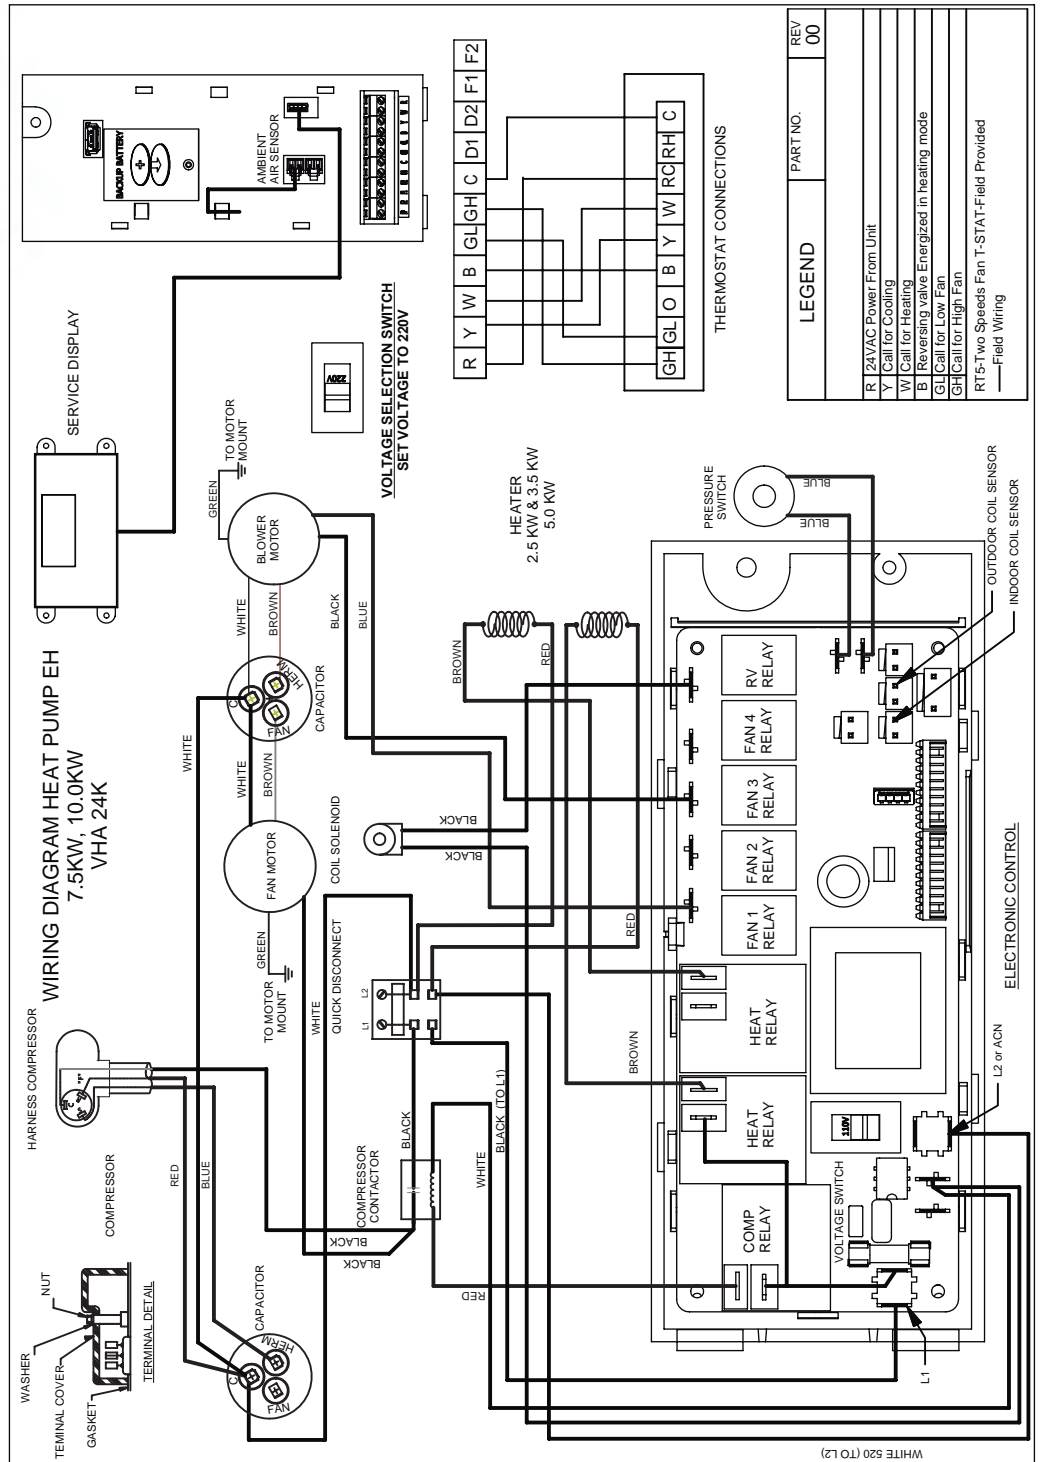 WIRING DIAGRAM HEAT PUMP EH
7.5KW, 10.0KW
VHA 24K
SERVICE DISPLAY
BACKUP BATTERY
AMBIENT
AIR SENSOR
VOLTAGE SELECTION SWITCH
SET VOLTAGE TO 220V
220V
R Y W B GL GH C D1 D2 F1 F2
GH GL O B Y W RC RH C
THERMOSTAT CONNECTIONS
LEGEND
PART NO.
REV
00
R 24VAC Power From Unit
Y Call for Cooling
W Call for Heating
B Reversing valve Energized in heating mode
GL Call for Low Fan
GH Call for High Fan
RT5-Two Speeds Fan T-STAT-Field Provided
Field Wiring
HARNESS COMPRESSOR
C
COMPRESSOR
WASHER
NUT
TEMINAL COVER
GASKET
TERMINAL DETAIL
CAPACITOR
C
HERM
FAN
RED
BLUE
WHITE
GREEN
TO MOTOR
MOUNT
FAN MOTOR
WHITE
BROWN
CAPACITOR
C
HERM
FAN
WHITE
BROWN
BLOWER
MOTOR
GREEN
TO MOTOR
MOUNT
BLACK
BLUE
COIL SOLENOID
BLACK
BLACK
WHITE
QUICK DISCONNECT
L1
L2
COMPRESSOR
CONTACTOR
BLACK
BLACK
BLACK
BLACK (TO L1)
WHITE
RED
BROWN
HEATER
2.5 KW & 3.5 KW
5.0 KW
BROWN
RED
RED
PRESSURE
SWITCH
BLUE
BLUE
OUTDOOR COIL SENSOR
INDOOR COIL SENSOR
COMP
RELAY
HEAT
RELAY
HEAT
RELAY
FAN 1
RELAY
FAN 2
RELAY
FAN 3
RELAY
FAN 4
RELAY
RV
RELAY
VOLTAGE SWITCH
110V
L1
L2 or ACN
ELECTRONIC CONTROL
WHITE 520 (TO L2)